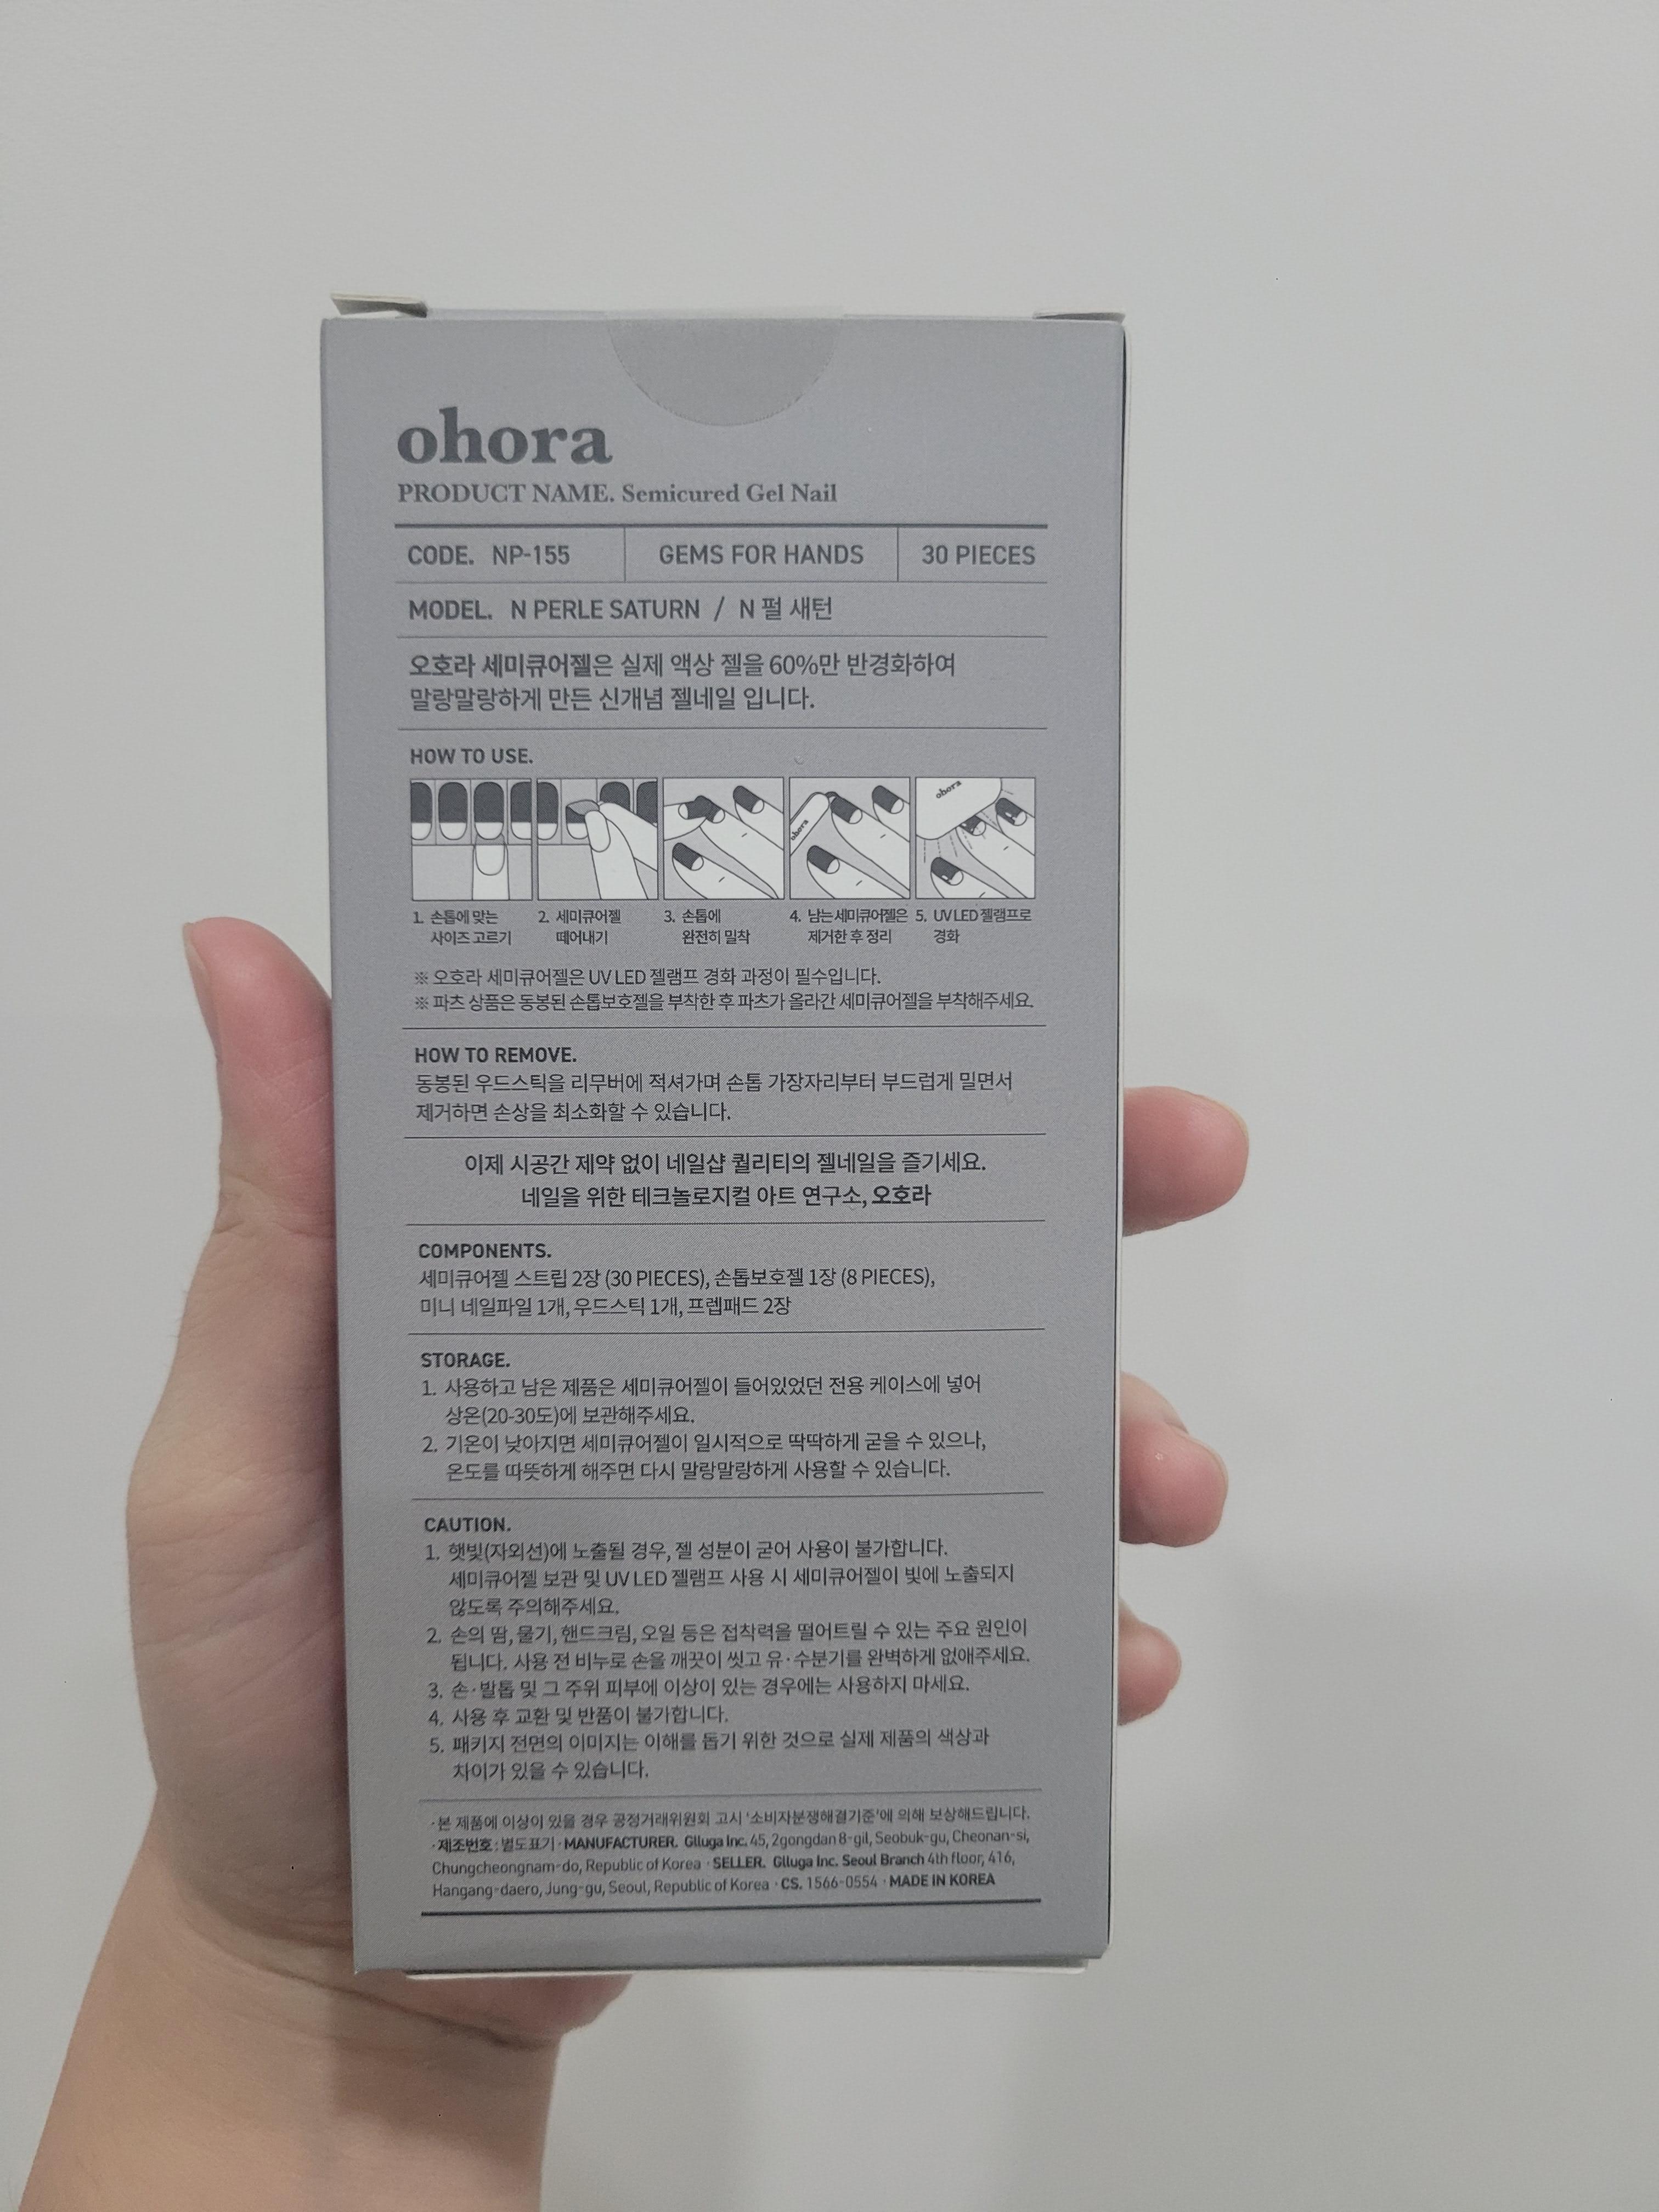 ohora
PRODUCT NAME. Semicured Gel Nail
CODE. NP-155 GEMS FOR HANDS 30 PIECES
MODEL. N PERLE SATURN / N 펄 새턴
오호라 세미큐어젤은 실제 액상 젤을 60%만 반경화하여
말랑말랑하게 만든 신개념 젤네일 입니다.
HOW TO USE.
ohora
ohora
1. 손톱에 맞는
사이즈 고르기
2. 세미큐어젤
떼어내기
3. 손톱에
완전히 밀착
4. 남는 세미큐어젤은
제거한 후 정리
5. UV LED 젤램프로
경화
※ 오호라 세미큐어젤은 UV LED 젤램프 경화 과정이 필수입니다.
※ 파츠 상품은 동봉된 손톱보호젤을 부착한 후 파츠가 올라간 세미큐어젤을 부착해주세요.
HOW TO REMOVE.
동봉된 우드스틱을 리무버에 적셔가며 손톱 가장자리부터 부드럽게 밀면서
제거하면 손상을 최소화할 수 있습니다.
이제 시공간 제약 없이 네일샵 퀄리티의 젤네일을 즐기세요.
네일을 위한 테크놀로지컬 아트 연구소, 오호라
COMPONENTS.
세미큐어젤 스트립 2장 (30 PIECES), 손톱보호젤 1장 (8 PIECES),
미니 네일파일 1개, 우드스틱 1개, 프렙패드 2장
STORAGE.
1. 사용하고 남은 제품은 세미큐어젤이 들어있었던 전용 케이스에 넣어
상온(20-30도)에 보관해주세요.
2. 기온이 낮아지면 세미큐어젤이 일시적으로 딱딱하게 굳을 수 있으나,
온도를 따뜻하게 해주면 다시 말랑말랑하게 사용할 수 있습니다.
CAUTION.
1. 햇빛(자외선)에 노출될 경우, 젤 성분이 굳어 사용이 불가합니다.
세미큐어젤 보관 및 UV LED 젤램프 사용 시 세미큐어젤이 빛에 노출되지
않도록 주의해주세요.
2. 손의 땀, 물기, 핸드크림, 오일 등은 접착력을 떨어트릴 수 있는 주요 원인이
됩니다. 사용 전 비누로 손을 깨끗이 씻고 유·수분기를 완벽하게 없애주세요.
3. 손·발톱 및 그 주위 피부에 이상이 있는 경우에는 사용하지 마세요.
4. 사용 후 교환 및 반품이 불가합니다.
5. 패키지 전면의 이미지는 이해를 돕기 위한 것으로 실제 제품의 색상과
차이가 있을 수 있습니다.
·본 제품에 이상이 있을 경우 공정거래위원회 고시 '소비자분쟁해결기준'에 의해 보상해드립니다.
·제조번호 : 별도표기 · MANUFACTURER. Glluga Inc. 45, 2gongdan 8-gil, Seobuk-gu, Cheonan-si,
Chungcheongnam-do, Republic of Korea · SELLER. Glluga Inc. Seoul Branch 4th floor, 416,
Hangang-daero, Jung-gu, Seoul, Republic of Korea · CS. 1566-0554 · MADE IN KOREA